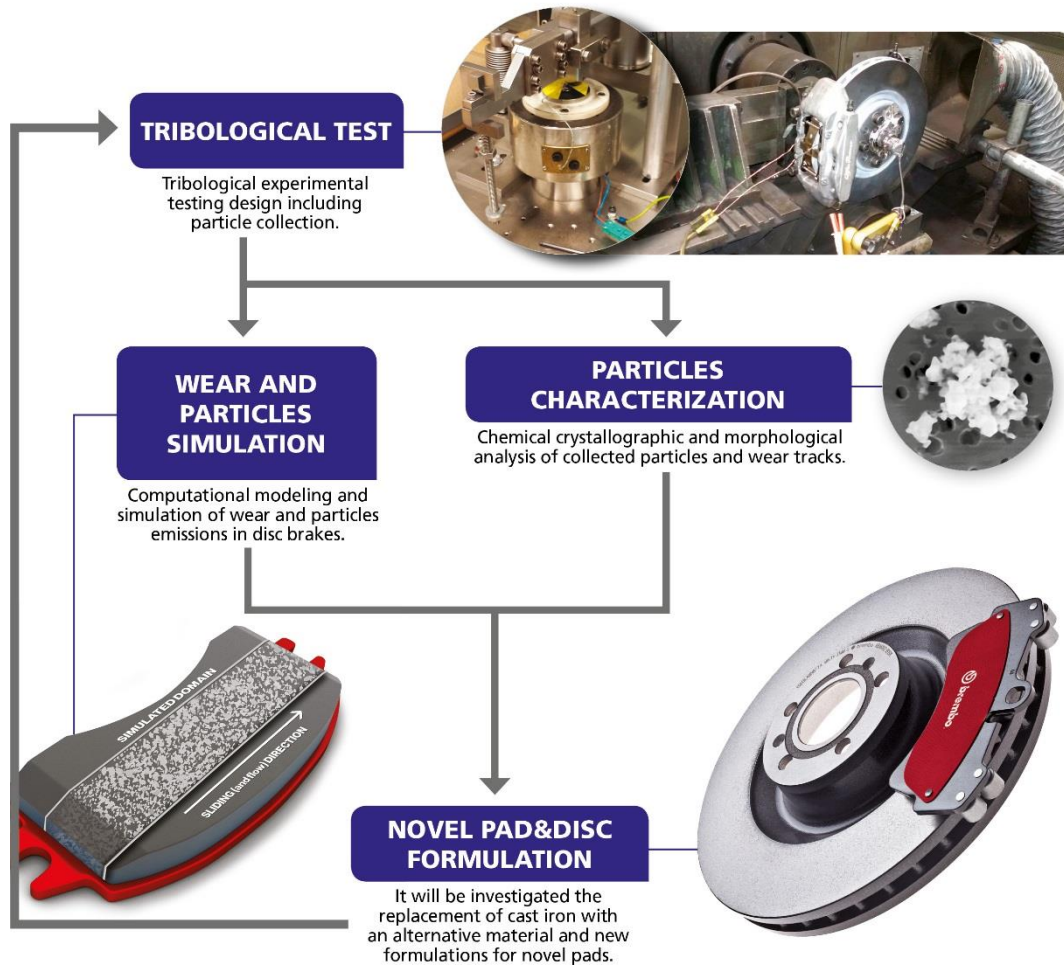 TRIBOLOGICAL TEST
Tribological experimental
testing design including
particle collection.
WEAR AND
PARTICLES
SIMULATION
Computational modeling and
simulation of wear and particles
emissions in disc brakes.
PARTICLES
CHARACTERIZATION
Chemical crystallographic and morphological
analysis of collected particles and wear tracks.
SIMULATED DOMAIN
SLIDING (and flow) DIRECTION
brembo
NOVEL PAD&DISC
FORMULATION
It will be investigated the
replacement of cast iron with
an alternative material and new
formulations for novel pads.